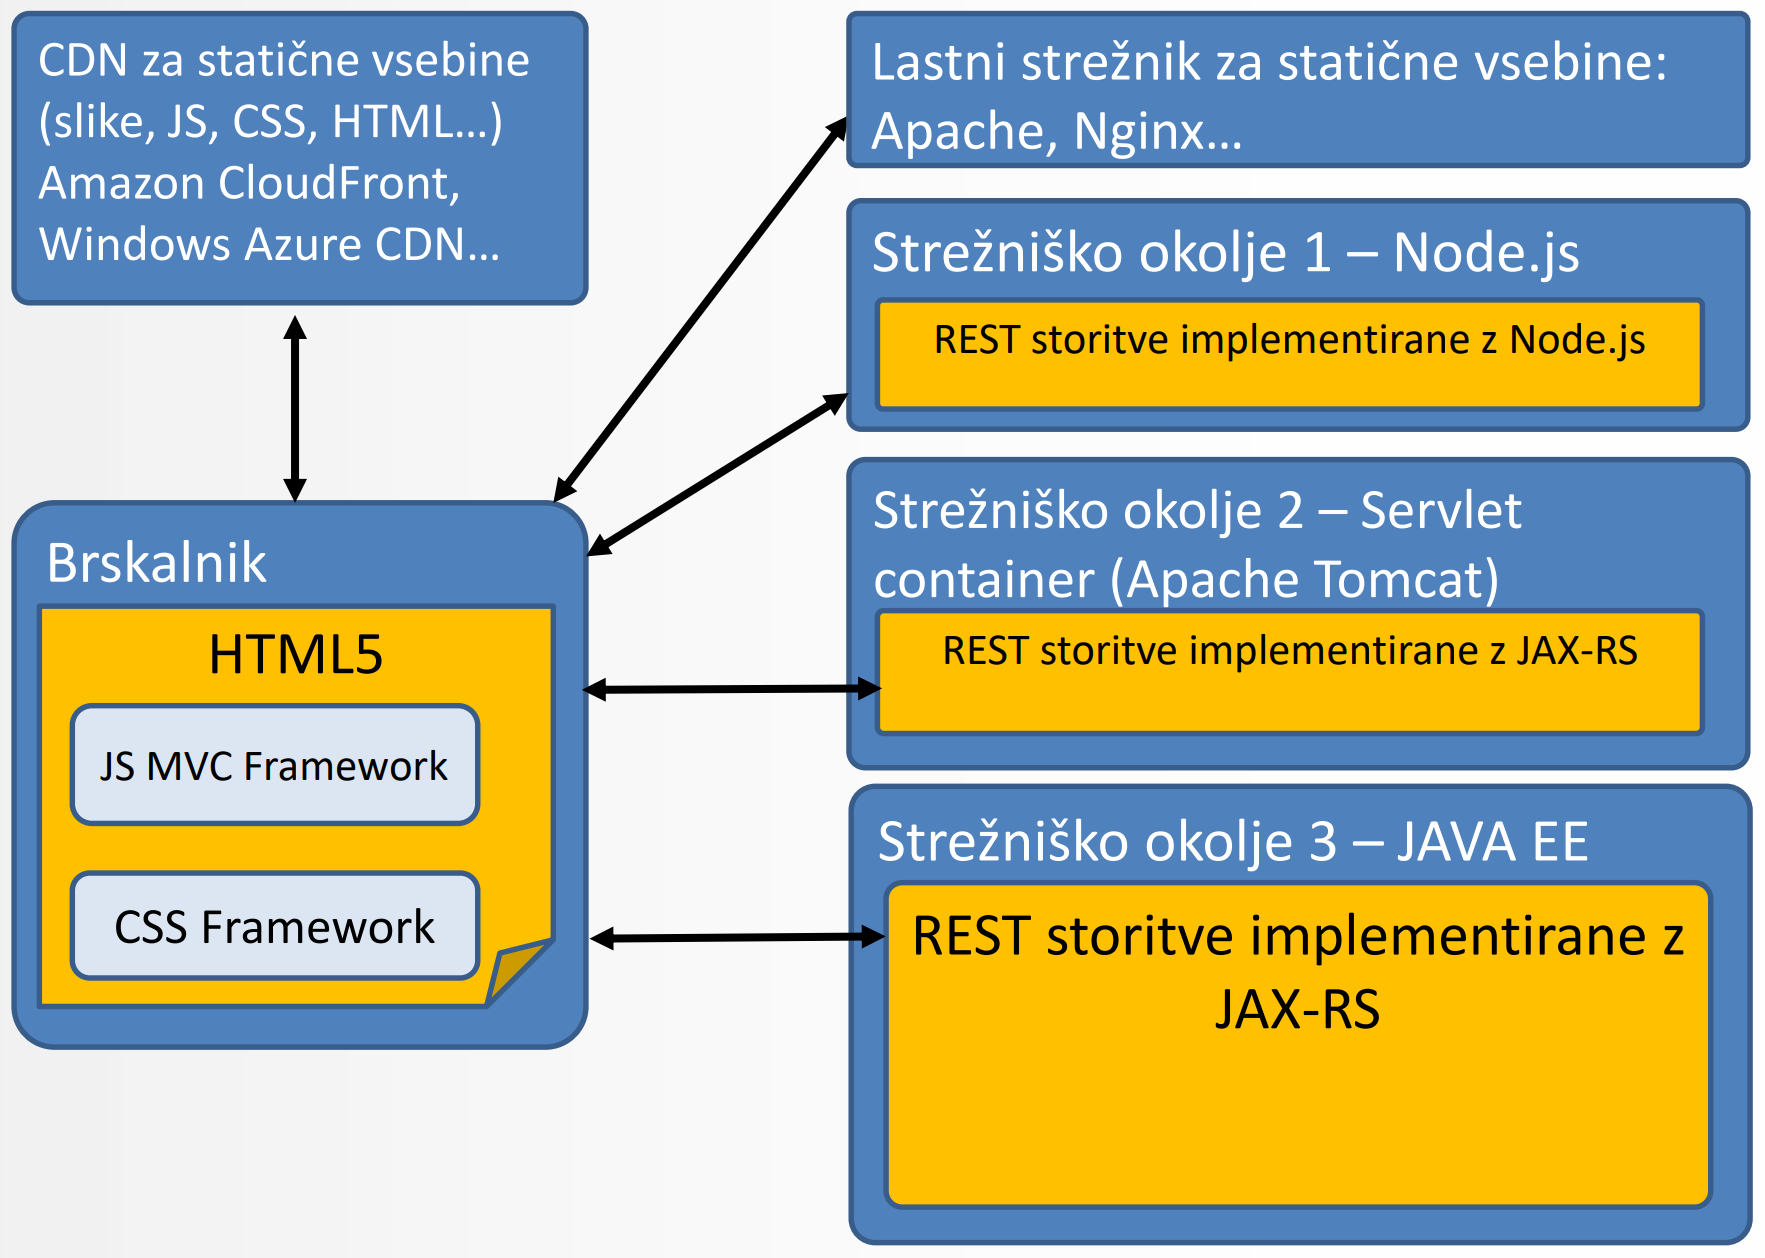 CDN za statične vsebine
(slike, JS, CSS, HTML…)
Amazon CloudFront,
Windows Azure CDN…
Lastni strežnik za statične vsebine:
Apache, Nginx…
Strežniško okolje 1 – Node.js
REST storitve implementirane z Node.js
Strežniško okolje 2 – Servlet
container (Apache Tomcat)
REST storitve implementirane z JAX-RS
Strežniško okolje 3 – JAVA EE
REST storitve implementirane z
JAX-RS
Brskalnik
HTML5
JS MVC Framework
CSS Framework